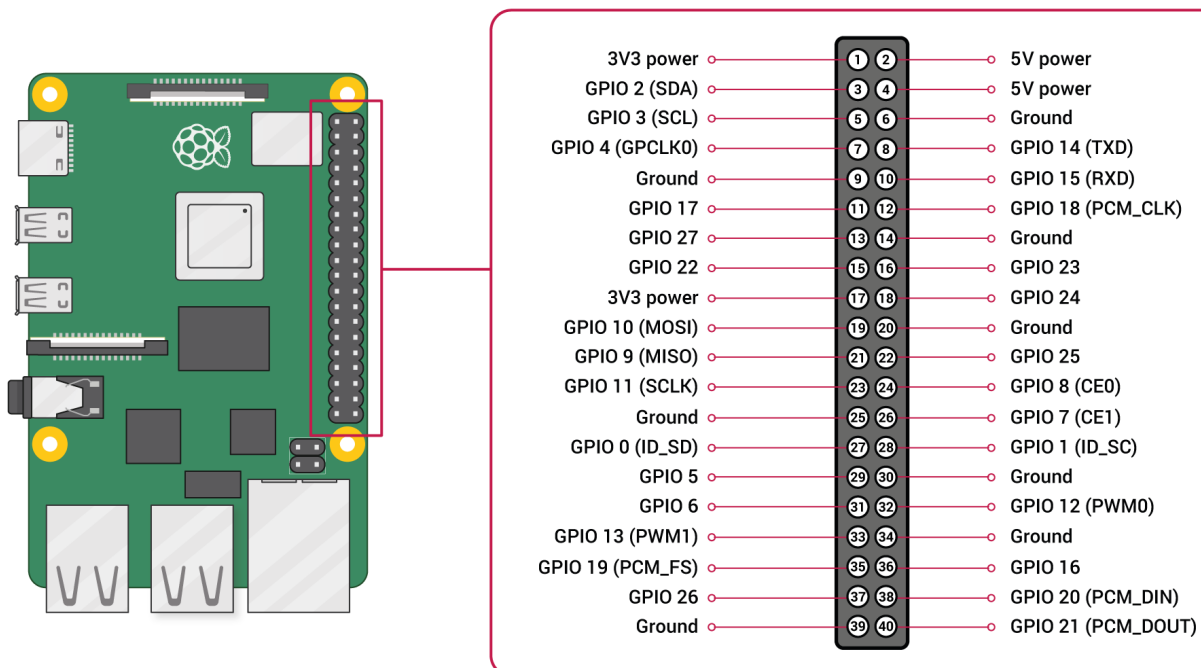 3V3 power 1 2 5V power
GPIO 2 (SDA) 3 4 5V power
GPIO 3 (SCL) 5 6 Ground
GPIO 4 (GPCLK0) 7 8 GPIO 14 (TXD)
Ground 9 10 GPIO 15 (RXD)
GPIO 17 11 12 GPIO 18 (PCM_CLK)
GPIO 27 13 14 Ground
GPIO 22 15 16 GPIO 23
3V3 power 17 18 GPIO 24
GPIO 10 (MOSI) 19 20 Ground
GPIO 9 (MISO) 21 22 GPIO 25
GPIO 11 (SCLK) 23 24 GPIO 8 (CE0)
Ground 25 26 GPIO 7 (CE1)
GPIO 0 (ID_SD) 27 28 GPIO 1 (ID_SC)
GPIO 5 29 30 Ground
GPIO 6 31 32 GPIO 12 (PWM0)
GPIO 13 (PWM1) 33 34 Ground
GPIO 19 (PCM_FS) 35 36 GPIO 16
GPIO 26 37 38 GPIO 20 (PCM_DIN)
Ground 39 40 GPIO 21 (PCM_DOUT)